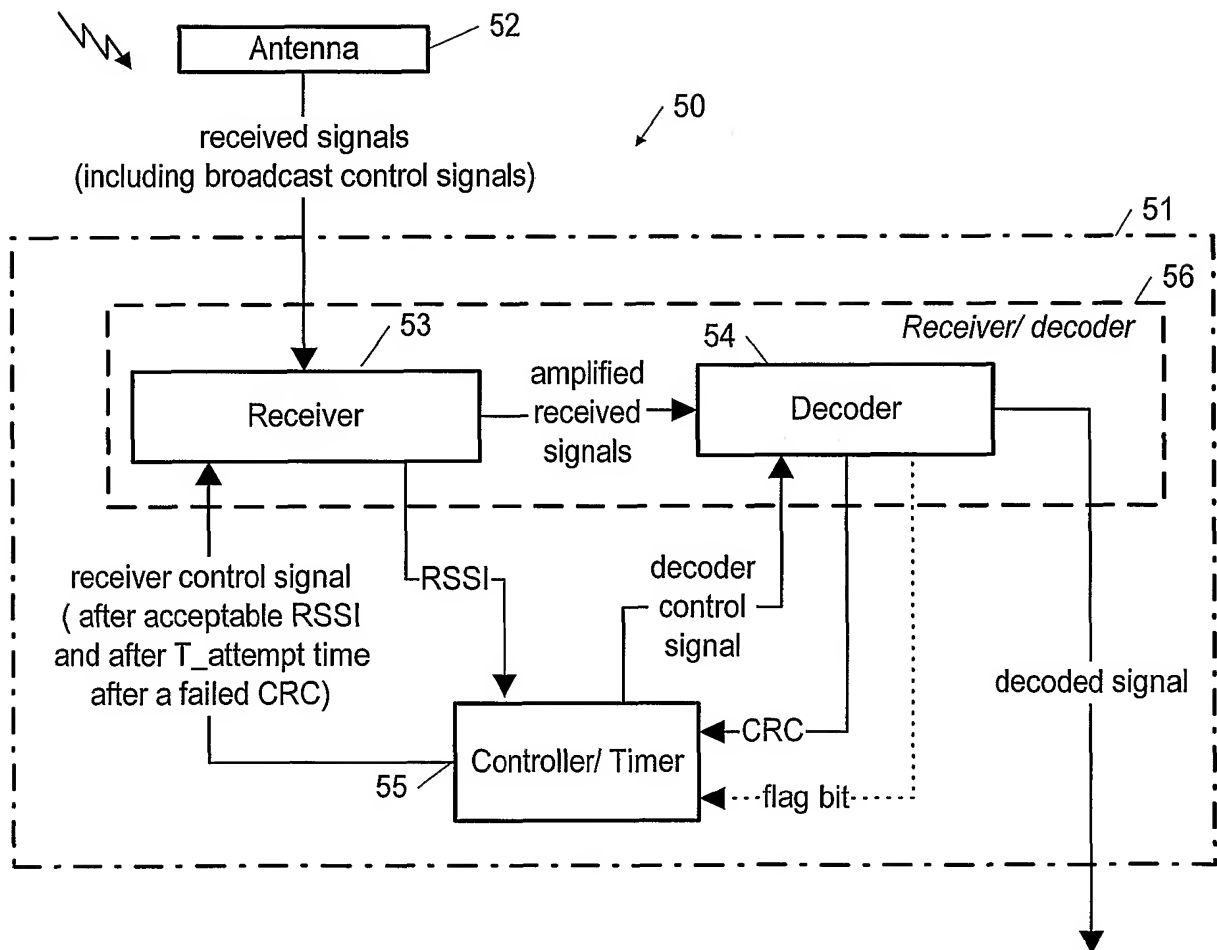 52
Antenna
50
received signals
(including broadcast control signals)
51
56
Receiver/ decoder
53
54
Receiver
amplified
received
signals
Decoder
receiver control signal
( after acceptable RSSI
and after T_attempt time
after a failed CRC)
RSSI
decoder
control
signal
decoded signal
CRC
Controller/ Timer
55
flag bit